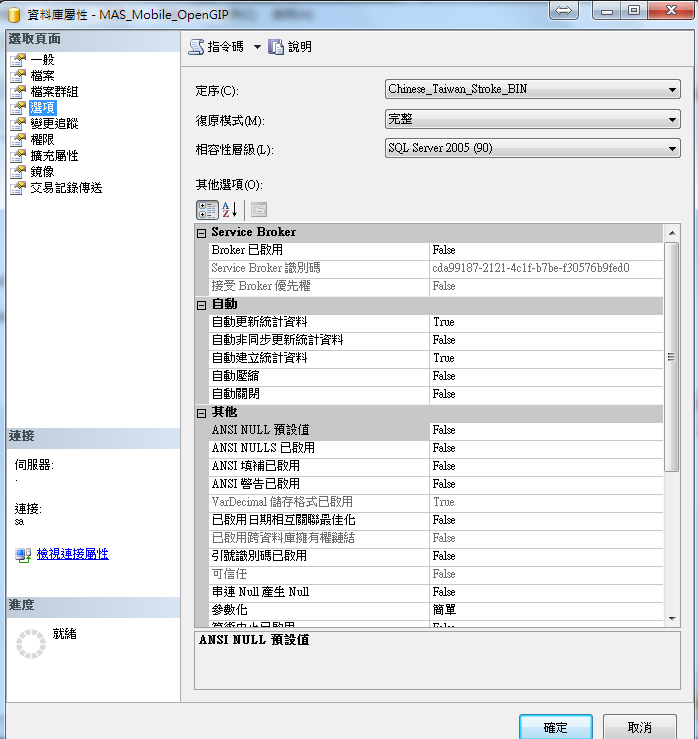 資料庫屬性 - MAS_Mobile_OpenGIP
選取頁面
一般
檔案
檔案群組
選項
變更追蹤
權限
擴充屬性
鏡像
交易記錄傳送
連接
伺服器:
.
連接:
sa
檢視連接屬性
進度
就緒
指令碼 說明
定序(C): Chinese_Taiwan_Stroke_BIN
復原模式(M): 完整
相容性層級(L): SQL Server 2005 (90)
其他選項(O):
Service Broker
Broker 已啟用 False
Service Broker 識別碼 cda99187-2121-4c1f-b7be-f30576b9fed0
接受 Broker 優先權 False
自動
自動更新統計資料 True
自動非同步更新統計資料 False
自動建立統計資料 True
自動壓縮 False
自動關閉 False
其他
ANSI NULL 預設值 False
ANSI NULLS 已啟用 False
ANSI 填補已啟用 False
ANSI 警告已啟用 False
VarDecimal 儲存格式已啟用 True
已啟用日期相互關聯最佳化 False
已啟用跨資料庫擁有權鏈結 False
引號識別碼已啟用 False
可信任 False
串連 Null 產生 Null False
參數化 簡單
算術中止已啟用 False
ANSI NULL 預設值
確定 取消